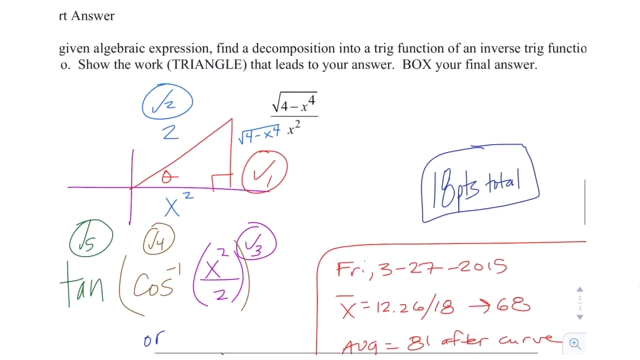 rt Answer
given algebraic expression, find a decomposition into a trig function of an inverse trig functio
o. Show the work (TRIANGLE) that leads to your answer. BOX your final answer.
√2
2
√4-x⁴
θ
√1
x²
√4 − x⁴
x²
18pts total
√5
√4
√3
tan (cos⁻¹ (x²/2))
or
Fri, 3-27-2015
x̅ = 12.26/18 → 68
AVG = 81 after curve